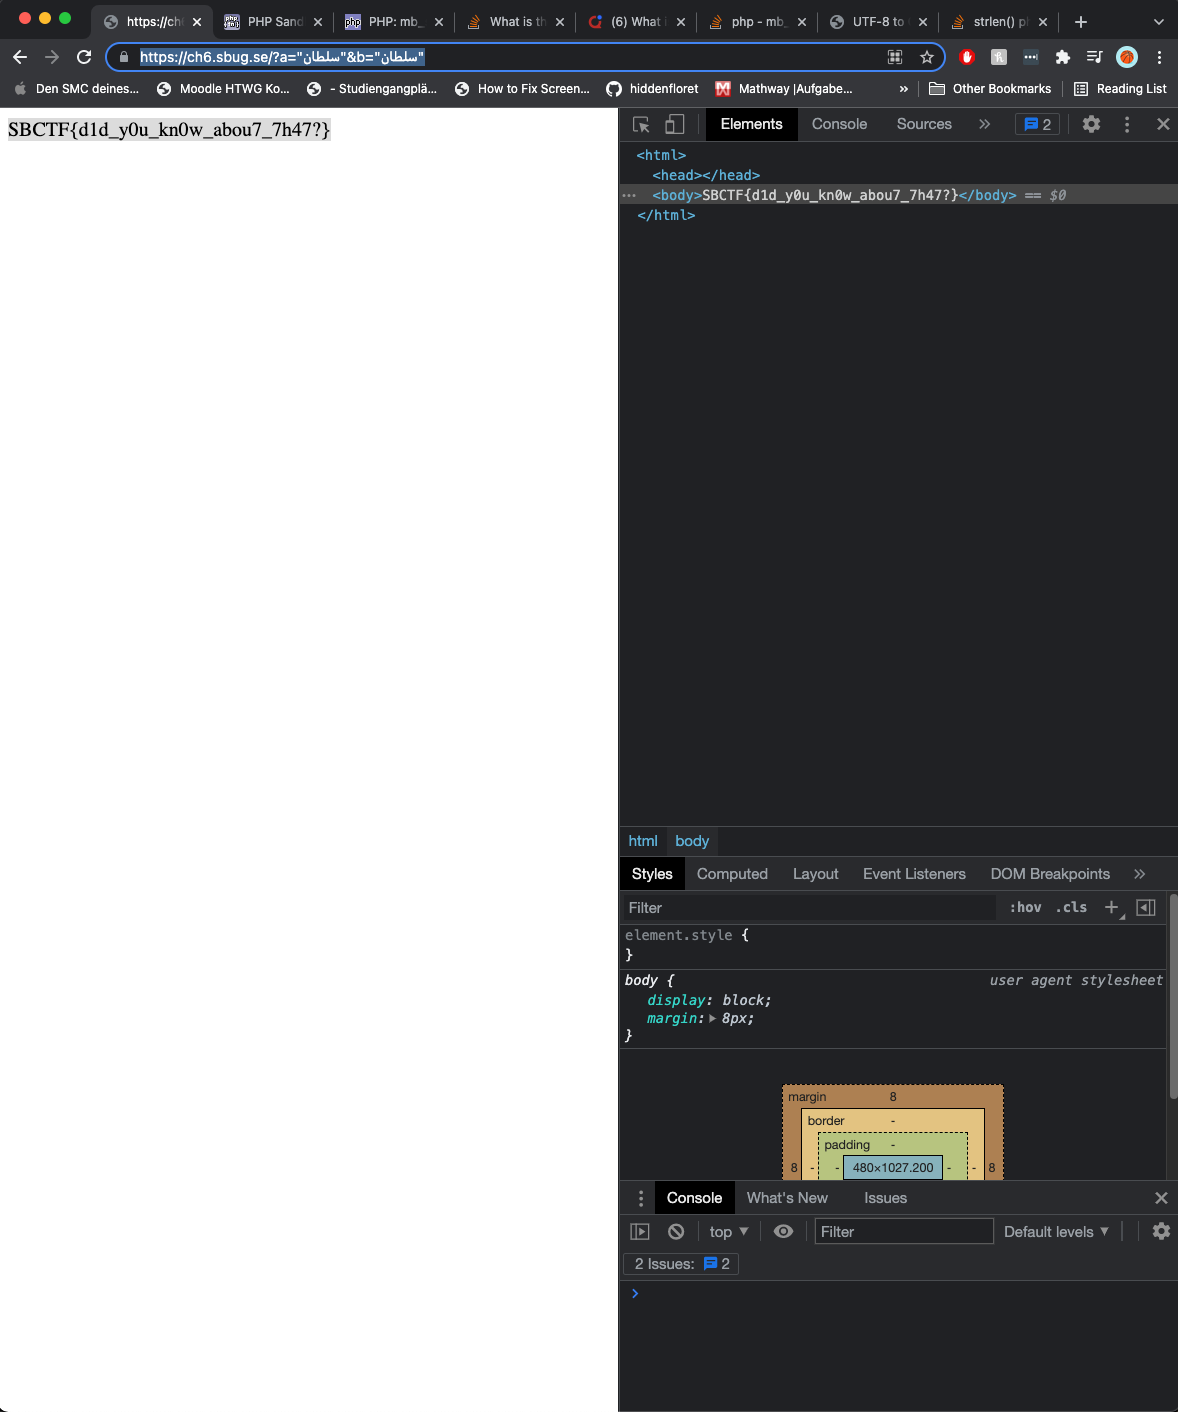 https://ch PHP Sand PHP: mb_ What is th (6) What i php - mb_ UTF-8 to strlen() ph
https://ch6.sbug.se/?a="سلطان"&b="سلطان"
Den SMC deines... Moodle HTWG Ko... - Studiengangplä... How to Fix Screen... hiddenfloret Mathway |Aufgabe... » Other Bookmarks Reading List
SBCTF{d1d_y0u_kn0w_abou7_7h47?}
Elements Console Sources » 2
<html>
<head></head>
<body>SBCTF{d1d_y0u_kn0w_abou7_7h47?}</body> == $0
</html>
html body
Styles Computed Layout Event Listeners DOM Breakpoints »
Filter :hov .cls
element.style {
}
body { user agent stylesheet
display: block;
margin: 8px;
}
margin 8
border -
padding -
8 - - 480×1027.200 - - 8
Console What's New Issues
top Filter Default levels
2 Issues: 2